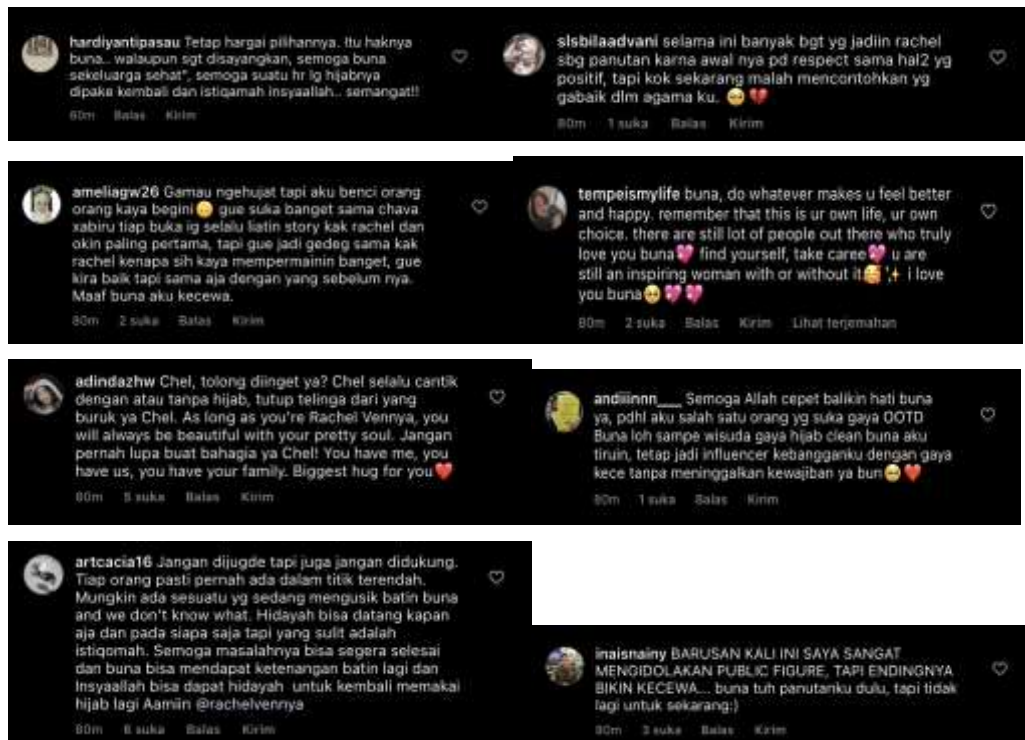 hardiyantipasau Tetap hargai pilihannya. Itu haknya
buna.. walaupun sgt disayangkan, semoga buna
sekeluarga sehat", semoga suatu hr lg hijabnya
dipake kembali dan istiqamah insyaallah.. semangat!!
80m Balas Kirim
slsbilaadvani selama ini banyak bgt yg jadiin rachel
sbg panutan karna awal nya pd respect sama hal2 yg
positif, tapi kok sekarang malah mencontohkan yg
gabaik dlm agama ku. 🥺💔
80m 1 suka Balas Kirim
ameliagw26 Gamau ngehujat tapi aku benci orang
orang kaya begini😔 gue suka banget sama chava
xabiru tiap buka ig selalu liatin story kak rachel dan
okin paling pertama, tapi gue jadi gedeg sama kak
rachel kenapa sih kaya mempermainin banget, gue
kira baik tapi sama aja dengan yang sebelum nya.
Maaf buna aku kecewa.
80m 2 suka Balas Kirim
tempeismylife buna, do whatever makes u feel better
and happy. remember that this is ur own life, ur own
choice. there are still lot of people out there who truly
love you buna💖 find yourself, take caree💖 u are
still an inspiring woman with or without it🥰✨ i love
you buna🥺💖💖
80m 2 suka Balas Kirim Lihat terjemahan
adindazhw Chel, tolong diinget ya? Chel selalu cantik
dengan atau tanpa hijab, tutup telinga dari yang
buruk ya Chel. As long as you're Rachel Vennya, you
will always be beautiful with your pretty soul. Jangan
pernah lupa buat bahagia ya Chel! You have me, you
have us, you have your family. Biggest hug for you❤️
80m 5 suka Balas Kirim
andiiinnn____ Semoga Allah cepet balikin hati buna
ya, pdhl aku salah satu orang yg suka gaya OOTD
Buna loh sampe wisuda gaya hijab clean buna aku
tiruin, tetap jadi influencer kebangganku dengan gaya
kece tanpa meninggalkan kewajiban ya bun🥺❤️
80m 1 suka Balas Kirim
artcacia16 Jangan dijugde tapi juga jangan didukung.
Tiap orang pasti pernah ada dalam titik terendah.
Mungkin ada sesuatu yg sedang mengusik batin buna
and we don't know what. Hidayah bisa datang kapan
aja dan pada siapa saja tapi yang sulit adalah
istiqomah. Semoga masalahnya bisa segera selesai
dan buna bisa mendapat ketenangan batin lagi dan
Insyaallah bisa dapat hidayah untuk kembali memakai
hijab lagi Aamiin @rachelvennya
80m 6 suka Balas Kirim
inaisnainy BARUSAN KALI INI SAYA SANGAT
MENGIDOLAKAN PUBLIC FIGURE, TAPI ENDINGNYA
BIKIN KECEWA... buna tuh panutanku dulu, tapi tidak
lagi untuk sekarang:)
80m 3 suka Balas Kirim